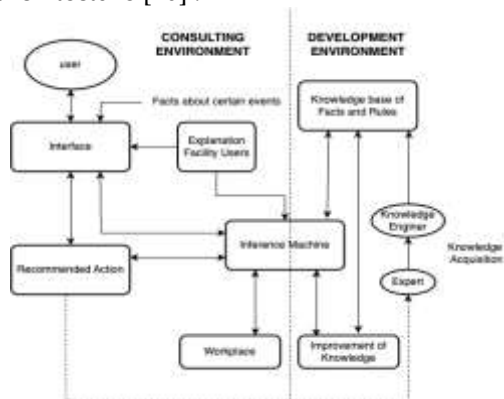 CONSULTING
ENVIRONMENT
DEVELOPMENT
ENVIRONMENT
user
Facts about certain events
Knowledge base of
Facts and Rules
Interface
Explanation
Facility Users
Knowledge
Enginer
Knowledge
Acquisition
Inference Machine
Recommended Action
Expert
Workplace
Improvement of
Knowledge